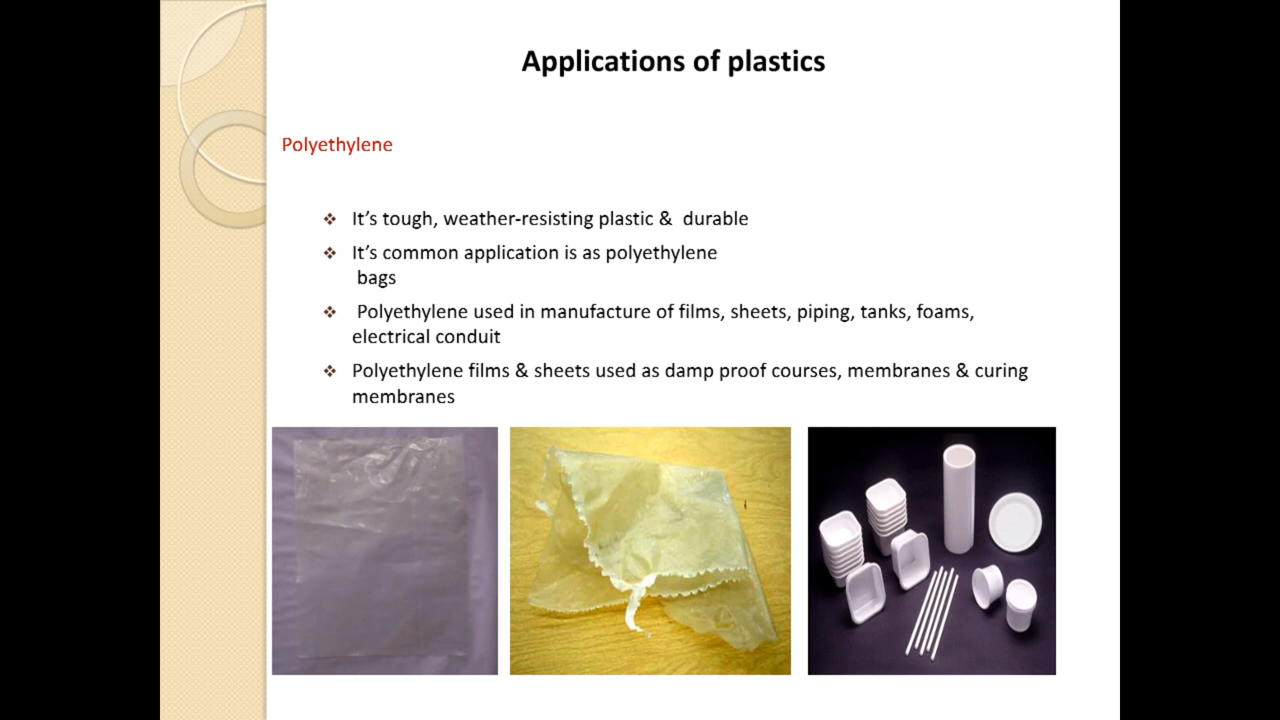 Applications of plastics
Polyethylene
❖ It's tough, weather-resisting plastic & durable
❖ It's common application is as polyethylene
bags
❖ Polyethylene used in manufacture of films, sheets, piping, tanks, foams,
electrical conduit
❖ Polyethylene films & sheets used as damp proof courses, membranes & curing
membranes